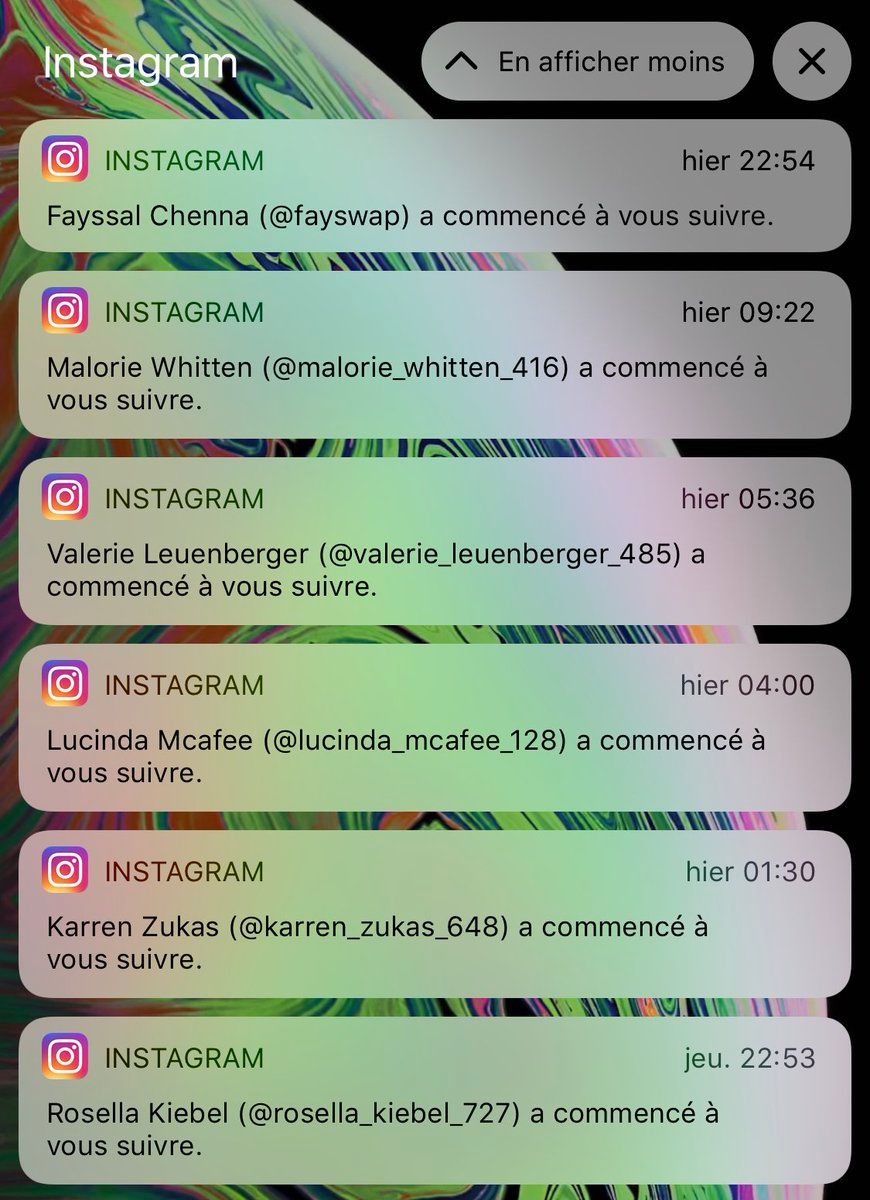 Instagram
En afficher moins
INSTAGRAM
hier 22:54
Fayssal Chenna (@fayswap) a commencé à vous suivre.
INSTAGRAM
hier 09:22
Malorie Whitten (@malorie_whitten_416) a commencé à
vous suivre.
INSTAGRAM
hier 05:36
Valerie Leuenberger (@valerie_leuenberger_485) a
commencé à vous suivre.
INSTAGRAM
hier 04:00
Lucinda Mcafee (@lucinda_mcafee_128) a commencé à
vous suivre.
INSTAGRAM
hier 01:30
Karren Zukas (@karren_zukas_648) a commencé à
vous suivre.
INSTAGRAM
jeu. 22:53
Rosella Kiebel (@rosella_kiebel_727) a commencé à
vous suivre.